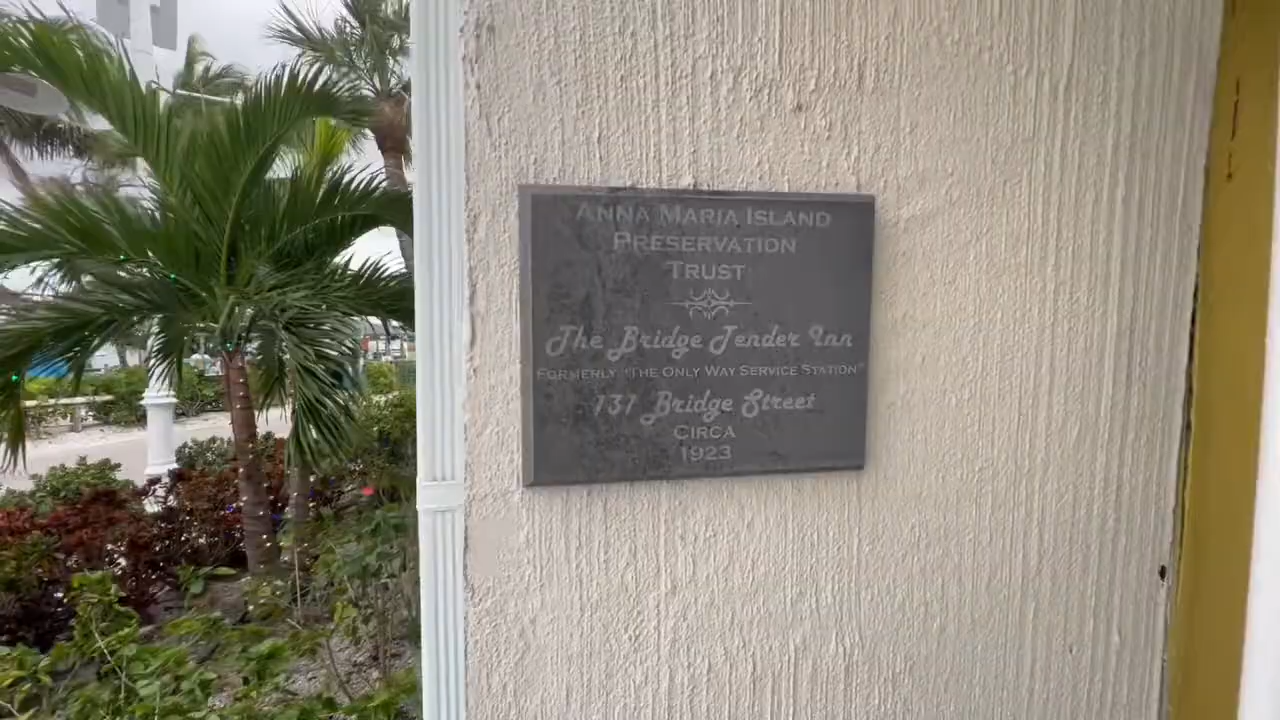 ANNA MARIA ISLAND
PRESERVATION
TRUST
The Bridge Tender Inn
FORMERLY "THE ONLY WAY SERVICE STATION"
137 Bridge Street
CIRCA
1923